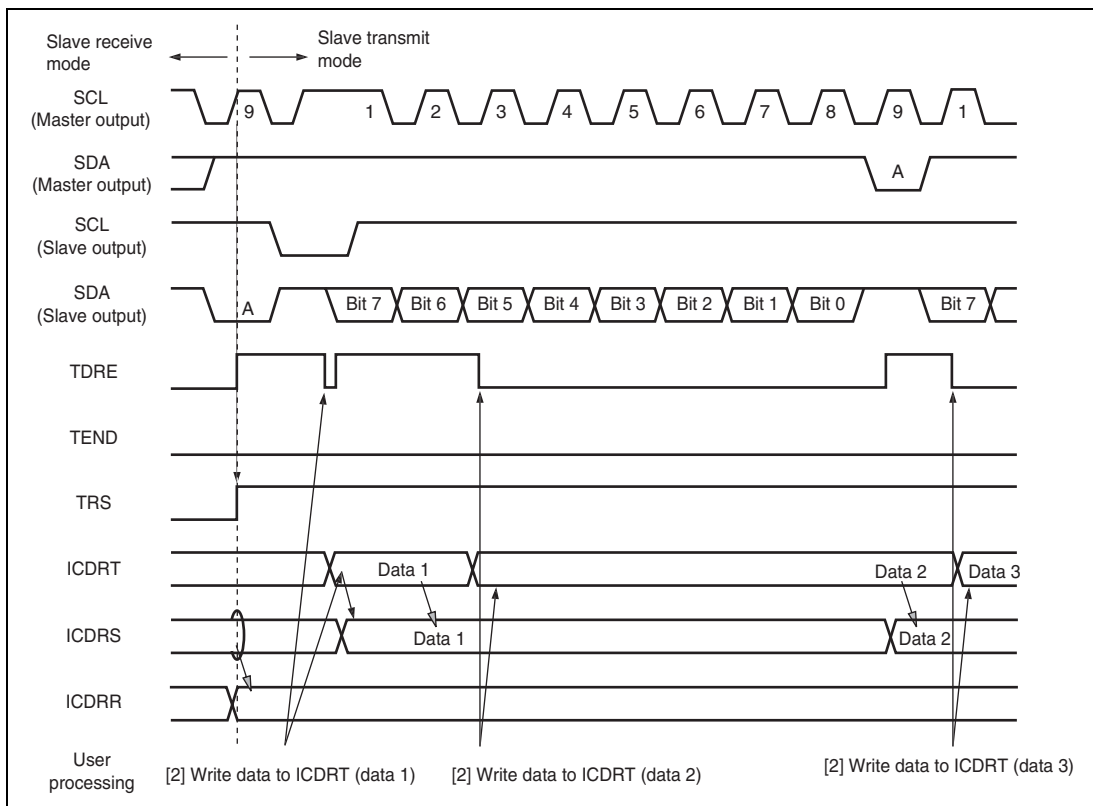 Slave receive
mode
Slave transmit
mode
SCL
(Master output)
9 1 2 3 4 5 6 7 8 9 1
SDA
(Master output)
A
SCL
(Slave output)
SDA
(Slave output)
A Bit 7 Bit 6 Bit 5 Bit 4 Bit 3 Bit 2 Bit 1 Bit 0 Bit 7
TDRE
TEND
TRS
ICDRT
Data 1 Data 2 Data 3
ICDRS
Data 1 Data 2
ICDRR
User
processing
[2] Write data to ICDRT (data 1) [2] Write data to ICDRT (data 2) [2] Write data to ICDRT (data 3)